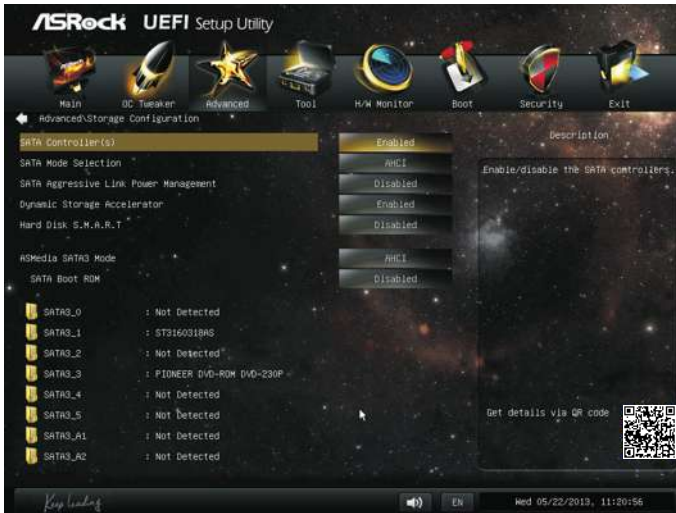 ASRock UEFI Setup Utility
Main OC Tweaker Advanced Tool H/W Monitor Boot Security Exit
Advanced\Storage Configuration
SATA Controller(s) Enabled
SATA Mode Selection AHCI
SATA Aggressive Link Power Management Disabled
Dynamic Storage Accelerator Enabled
Hard Disk S.M.A.R.T Disabled
ASMedia SATA3 Mode AHCI
SATA Boot ROM Disabled
SATA3_0 : Not Detected
SATA3_1 : ST3160318AS
SATA3_2 : Not Detected
SATA3_3 : PIONEER DVD-ROM DVD-230P
SATA3_4 : Not Detected
SATA3_5 : Not Detected
SATA3_A1 : Not Detected
SATA3_A2 : Not Detected
Description
Enable/disable the SATA controllers.
Get details via QR code
Keep Leading
EN
Wed 05/22/2013, 11:20:56